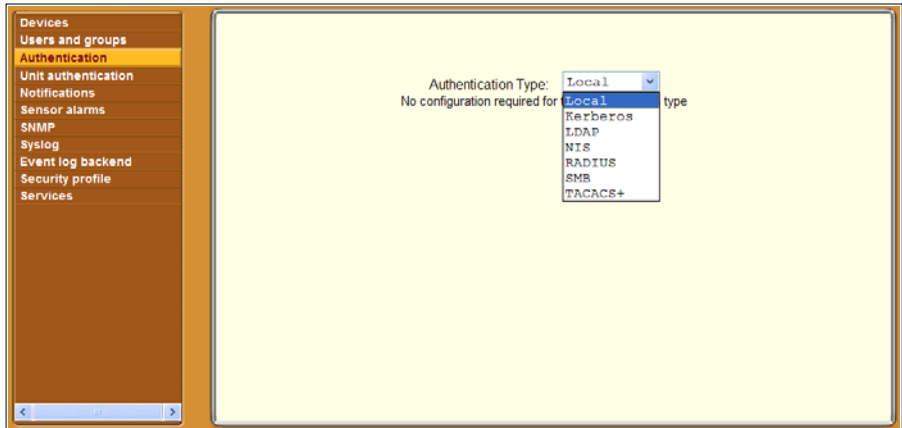 Devices
Users and groups
Authentication
Unit authentication
Notifications
Sensor alarms
SNMP
Syslog
Event log backend
Security profile
Services
Authentication Type: Local
No configuration required for t type
Local
Kerberos
LDAP
NIS
RADIUS
SMB
TACACS+